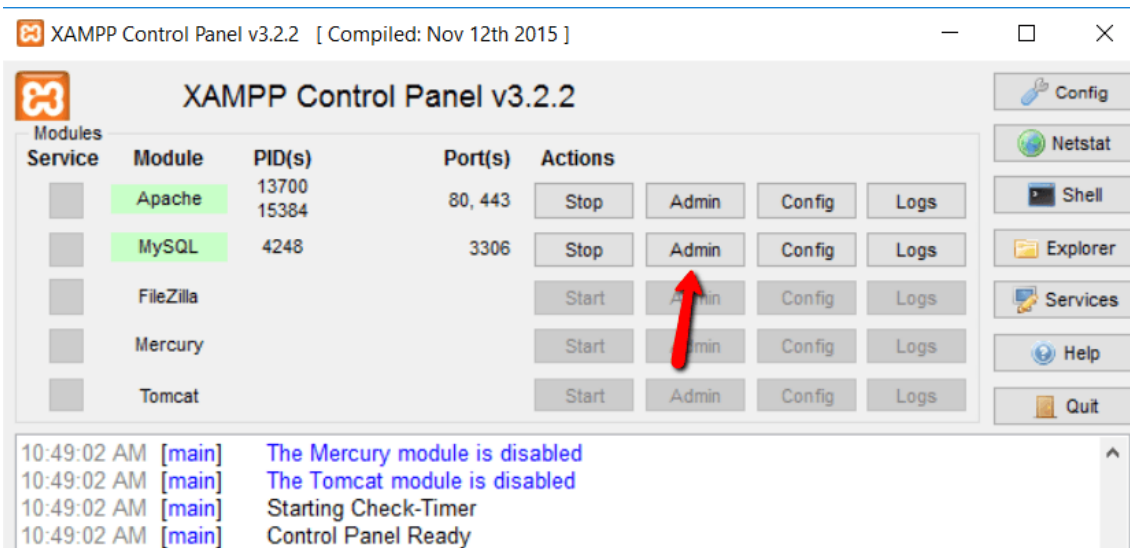 XAMPP Control Panel v3.2.2 [ Compiled: Nov 12th 2015 ]
XAMPP Control Panel v3.2.2
Config
Modules
Service Module PID(s) Port(s) Actions
Netstat
Apache 13700 15384 80, 443 Stop Admin Config Logs
Shell
MySQL 4248 3306 Stop Admin Config Logs
Explorer
FileZilla Start Admin Config Logs
Services
Mercury Start Admin Config Logs
Help
Tomcat Start Admin Config Logs
Quit
10:49:02 AM [main] The Mercury module is disabled
10:49:02 AM [main] The Tomcat module is disabled
10:49:02 AM [main] Starting Check-Timer
10:49:02 AM [main] Control Panel Ready